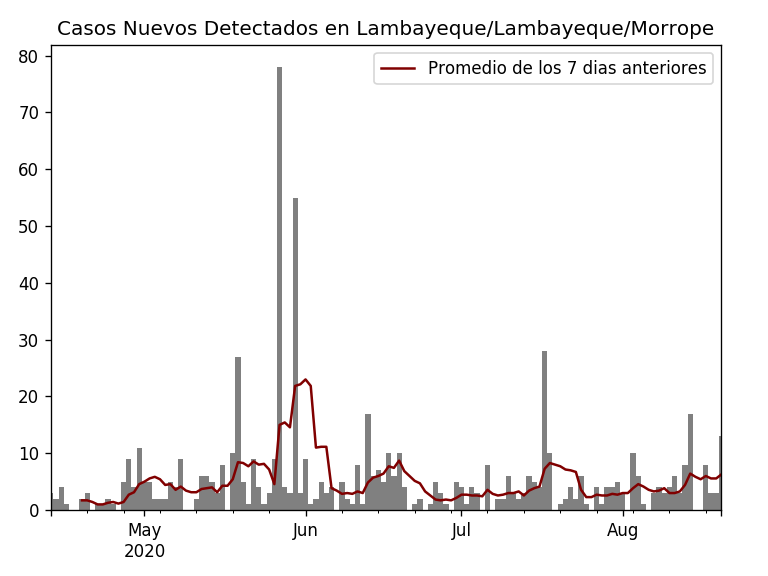 Casos Nuevos Detectados en Lambayeque/Lambayeque/Morrope
Promedio de los 7 dias anteriores
80
70
60
50
40
30
20
10
0
May
2020
Jun
Jul
Aug